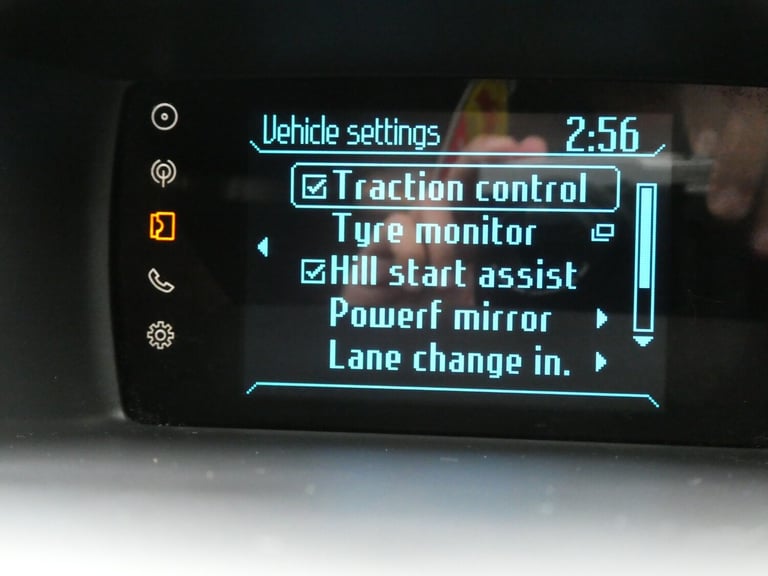 Vehicle settings 2:56
Traction control
Tyre monitor
Hill start assist
Powerf mirror
Lane change in.